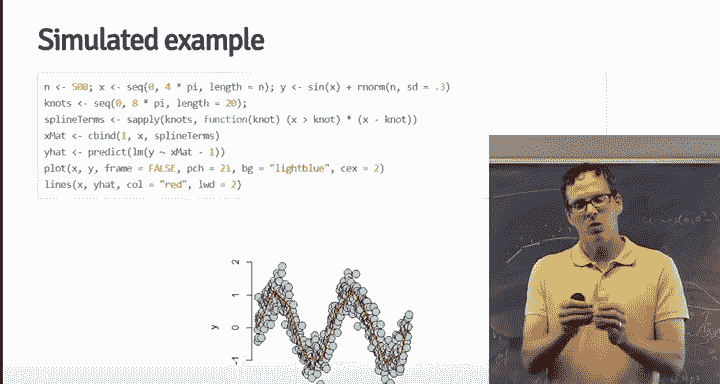 Simulated example
n <- 500; x <- seq(0, 4 * pi, length = n); y <- sin(x) + rnorm(n, sd = .3)
knots <- seq(0, 8 * pi, length = 20);
splineTerms <- sapply(knots, function(knot) (x > knot) * (x - knot))
xMat <- cbind(1, x, splineTerms)
yhat <- predict(lm(y ~ xMat - 1))
plot(x, y, frame = FALSE, pch = 21, bg = "lightblue", cex = 2)
lines(x, yhat, col = "red", lwd = 2)
2
1
y
0
-1